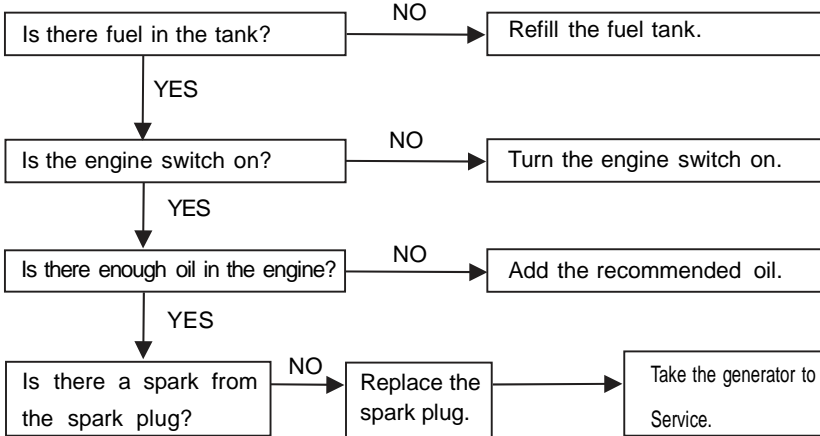 Is there fuel in the tank?
NO
Refill the fuel tank.
YES
Is the engine switch on?
NO
Turn the engine switch on.
YES
Is there enough oil in the engine?
NO
Add the recommended oil.
YES
Is there a spark from
the spark plug?
NO
Replace the
spark plug.
Take the generator to
Service.